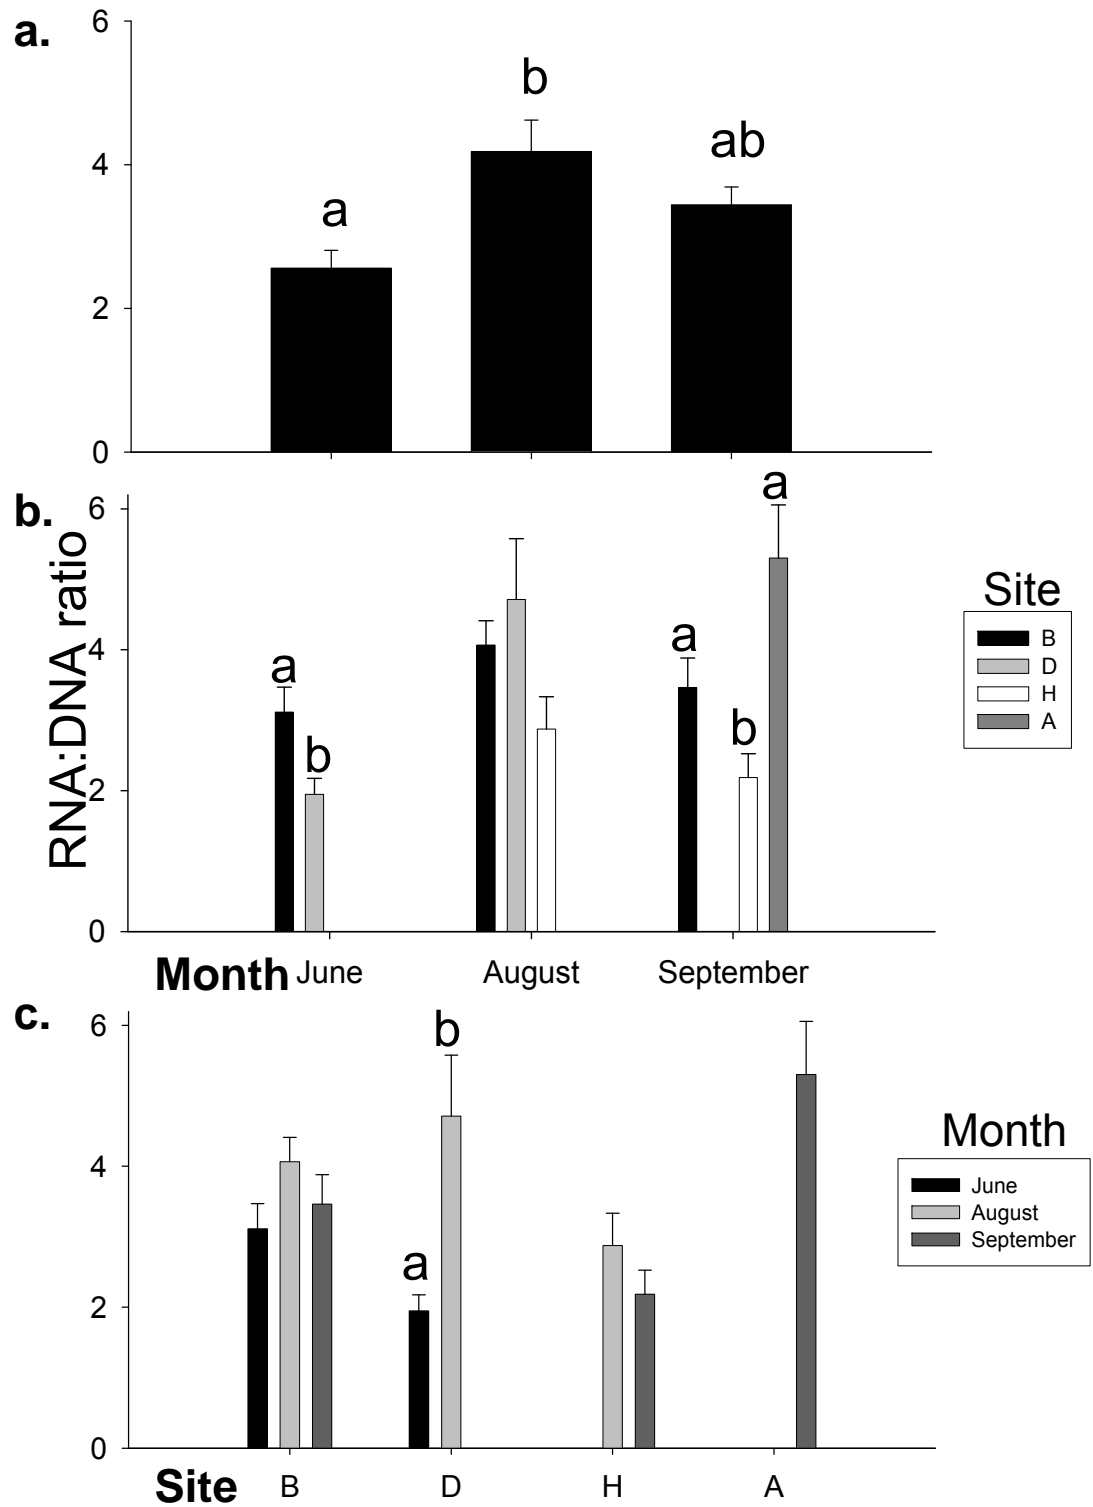 a.
6
4
2
0
a
b
ab
b.
RNA:DNA ratio
6
4
2
0
a
b
a
b
a
Site
B
D
H
A
Month June August September
c.
6
4
2
0
a
b
Month
June
August
September
Site B D H A